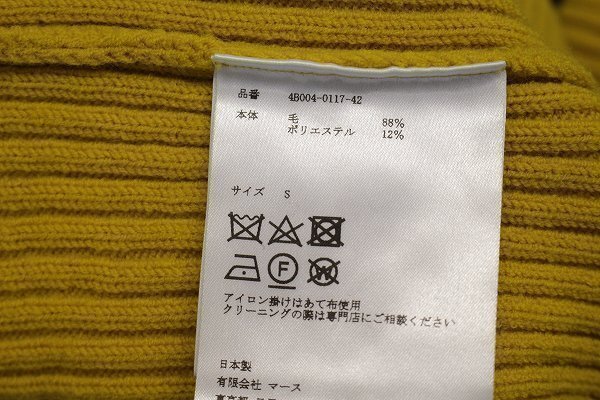 品番 4B004-0117-42
本体 毛 88%
ポリエステル 12%
サイズ S
F
W
アイロン掛けはあて布使用
クリーニングの際は専門店にご相談ください
日本製
有限会社 マース